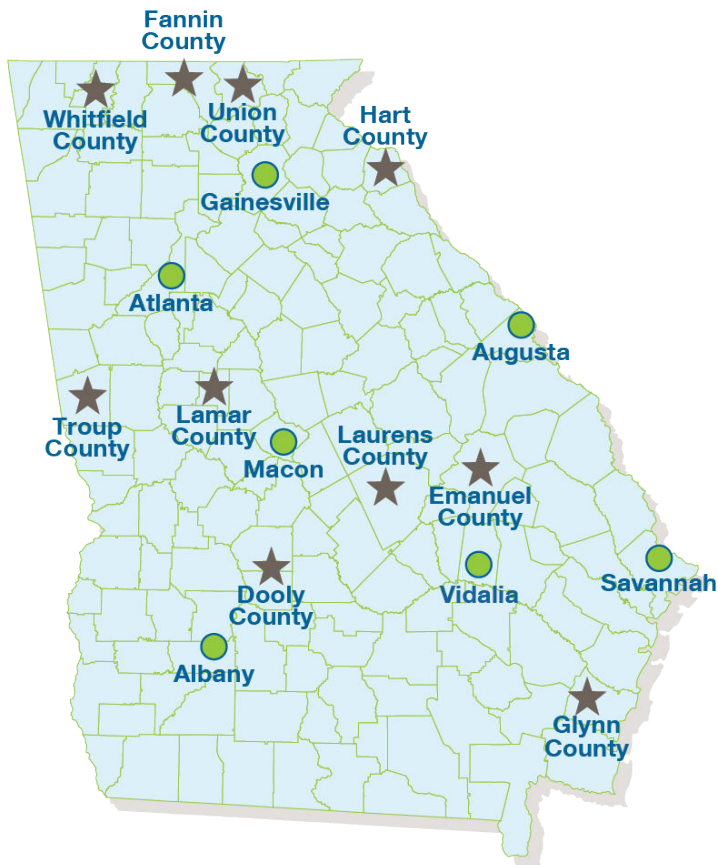 Fannin
County
Whitfield
County
Union
County
Hart
County
Gainesville
Atlanta
Augusta
Troup
County
Lamar
County
Macon
Laurens
County
Emanuel
County
Dooly
County
Vidalia
Savannah
Albany
Glynn
County